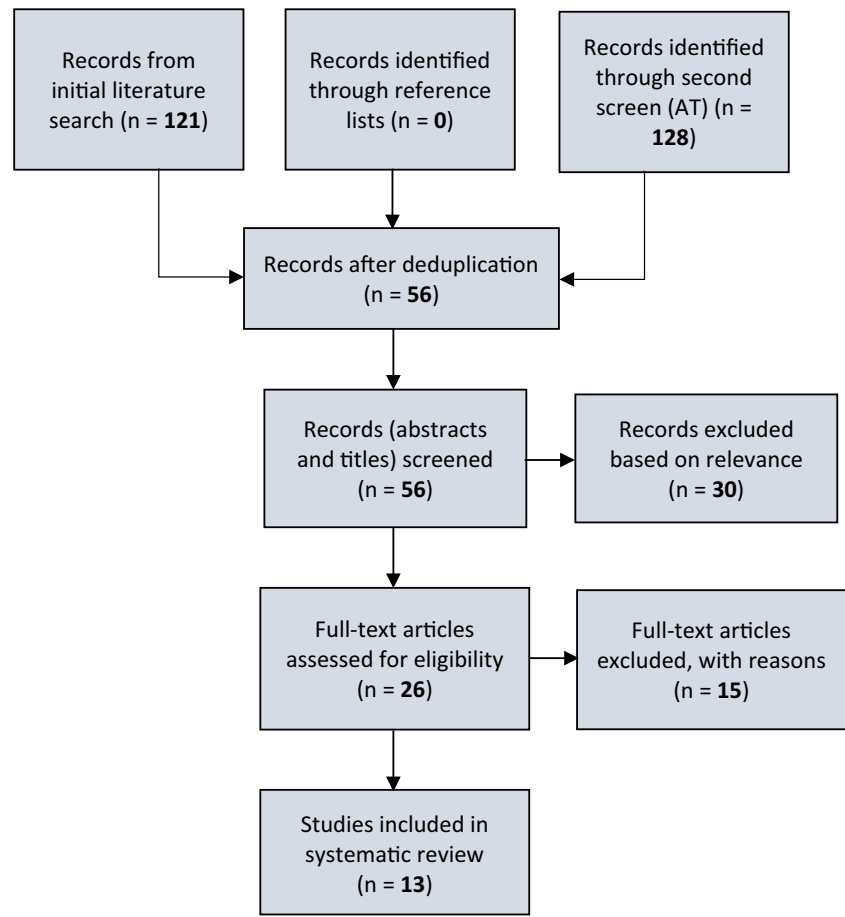 Records from
initial literature
search (n = 121)
Records identified
through reference
lists (n = 0)
Records identified
through second
screen (AT) (n =
128)
Records after deduplication
(n = 56)
Records (abstracts
and titles) screened
(n = 56)
Records excluded
based on relevance
(n = 30)
Full-text articles
assessed for eligibility
(n = 26)
Full-text articles
excluded, with reasons
(n = 15)
Studies included in
systematic review
(n = 13)